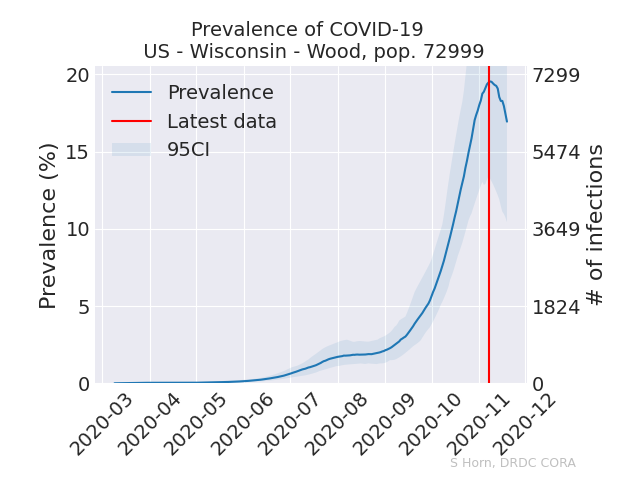 Prevalence of COVID-19
US - Wisconsin - Wood, pop. 72999
Prevalence (%)
20
15
10
5
0
Prevalence
Latest data
95CI
7299
5474
3649
1824
0
# of infections
2020-03
2020-04
2020-05
2020-06
2020-07
2020-08
2020-09
2020-10
2020-11
2020-12
S Horn, DRDC CORA